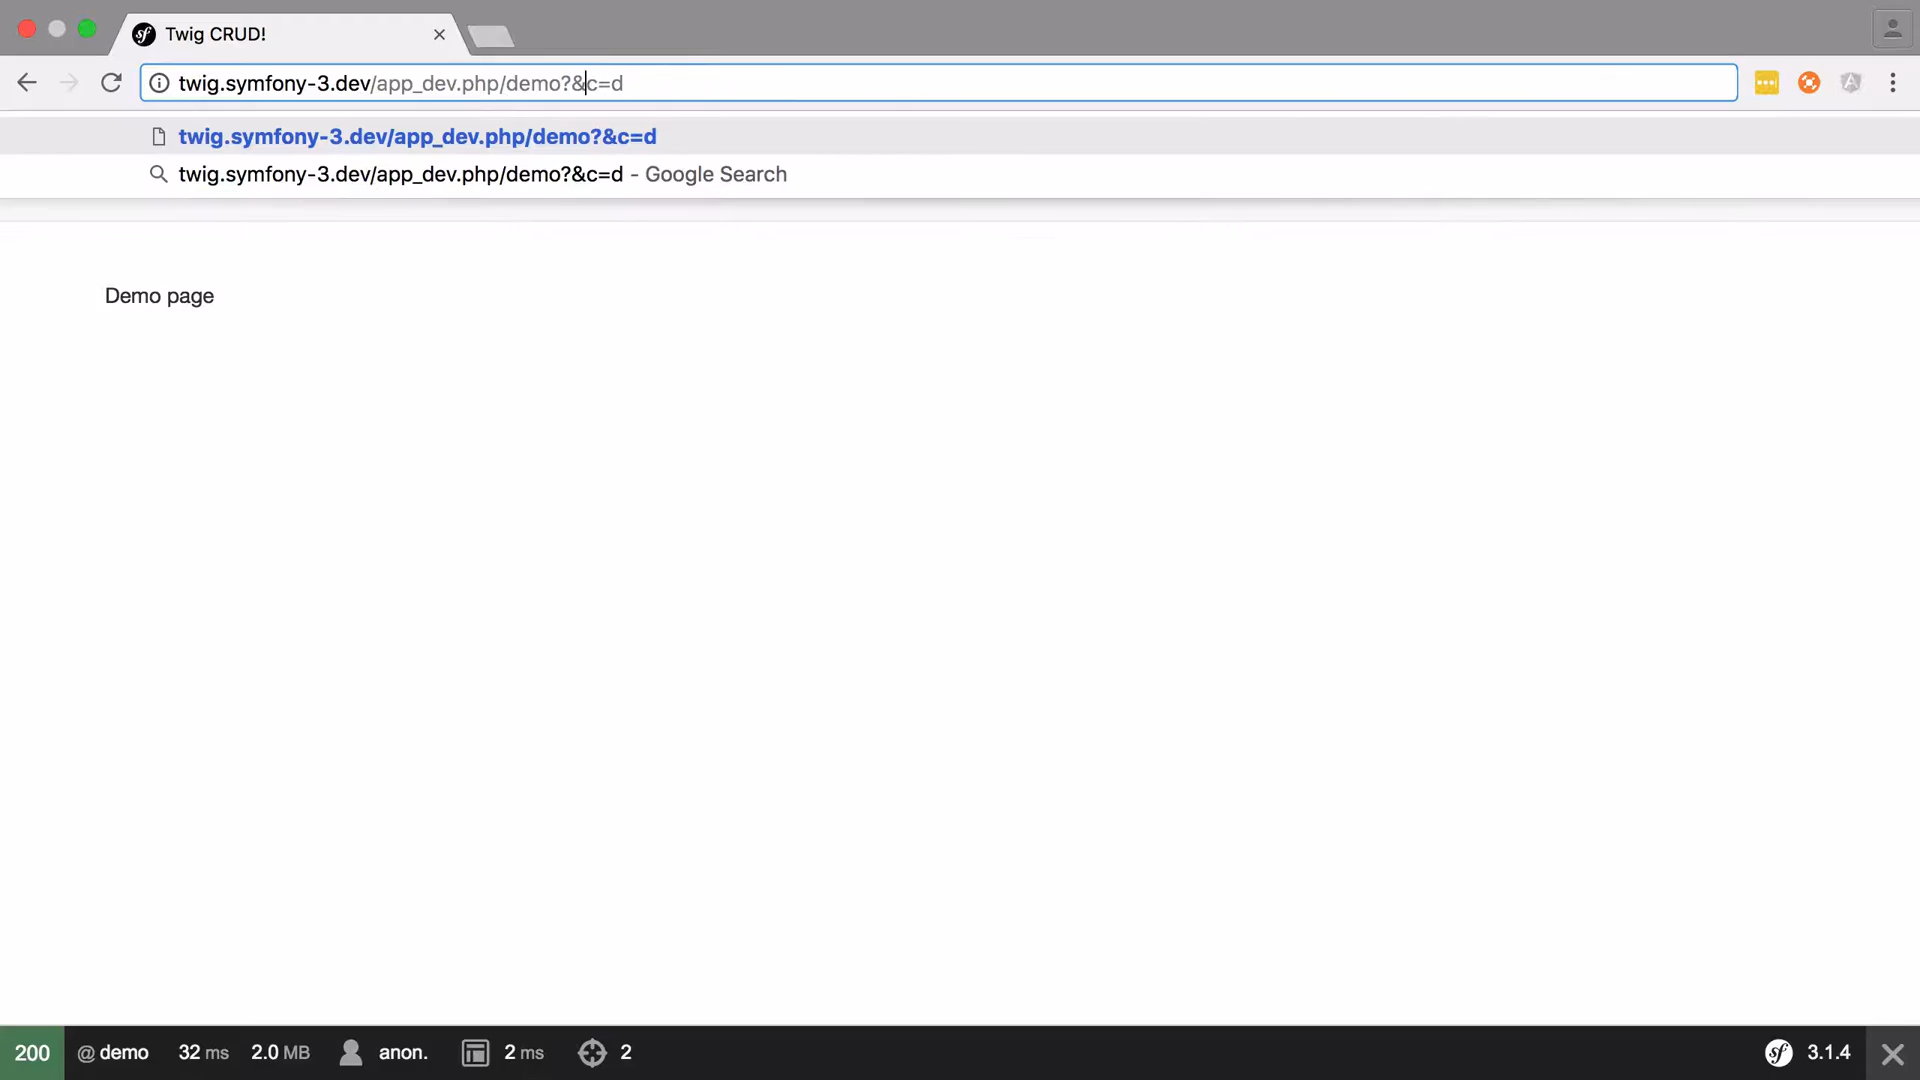 Twig CRUD!
twig.symfony-3.dev/app_dev.php/demo?&c=d
twig.symfony-3.dev/app_dev.php/demo?&c=d
twig.symfony-3.dev/app_dev.php/demo?&c=d - Google Search
Demo page
200 @ demo 32 ms 2.0 MB anon. 2 ms 2 sf 3.1.4